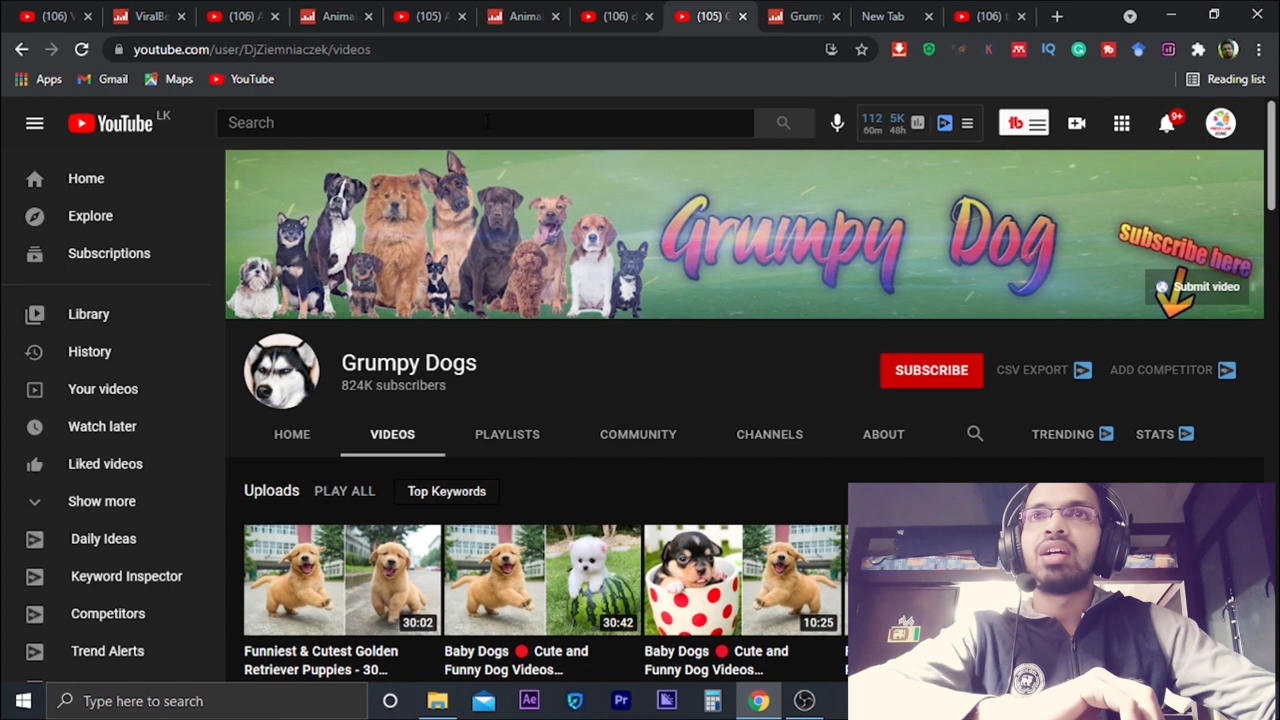 (106) V
ViralBe
(106) A
Anima
(105) A
Animal
(106) d
(105) G
Grump
New Tab
(106) t
youtube.com/user/DjZiemniaczek/videos
Apps
Gmail
Maps
YouTube
Reading list
YouTube LK
Search
112 5K
60m 48h
9+
Home
Explore
Subscriptions
Library
History
Your videos
Watch later
Liked videos
Show more
Daily Ideas
Keyword Inspector
Competitors
Trend Alerts
Grumpy Dog
subscribe here
Submit video
Grumpy Dogs
824K subscribers
SUBSCRIBE
CSV EXPORT
ADD COMPETITOR
HOME
VIDEOS
PLAYLISTS
COMMUNITY
CHANNELS
ABOUT
TRENDING
STATS
Uploads
PLAY ALL
Top Keywords
30:02
30:42
10:25
Funniest & Cutest Golden
Retriever Puppies - 30...
Baby Dogs 🔴 Cute and
Funny Dog Videos...
Baby Dogs 🔴 Cute and
Funny Dog Videos...
Type here to search
Ae
Pr